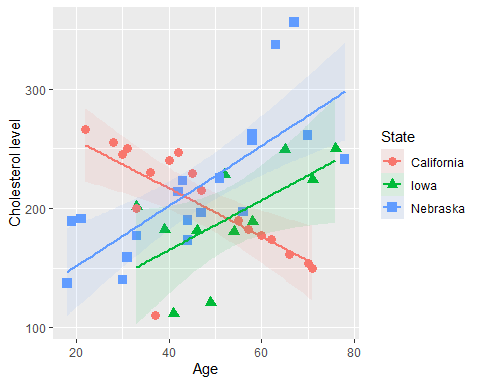 300
200
100
Cholesterol level
20 40 60 80
Age
State
California
Iowa
Nebraska